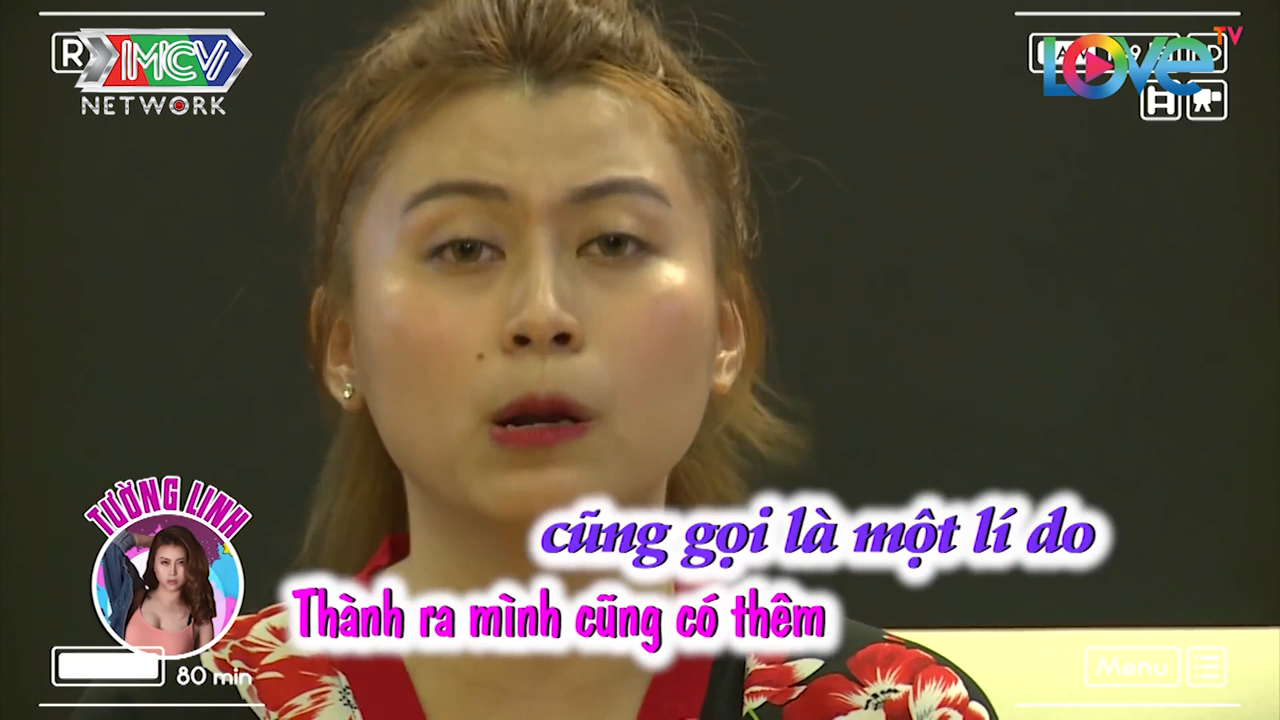 R
MCV
NETWORK
LOVE TV
TƯỜNG LINH
cũng gọi là một lí do
Thành ra mình cũng có thêm
80 min
Menu